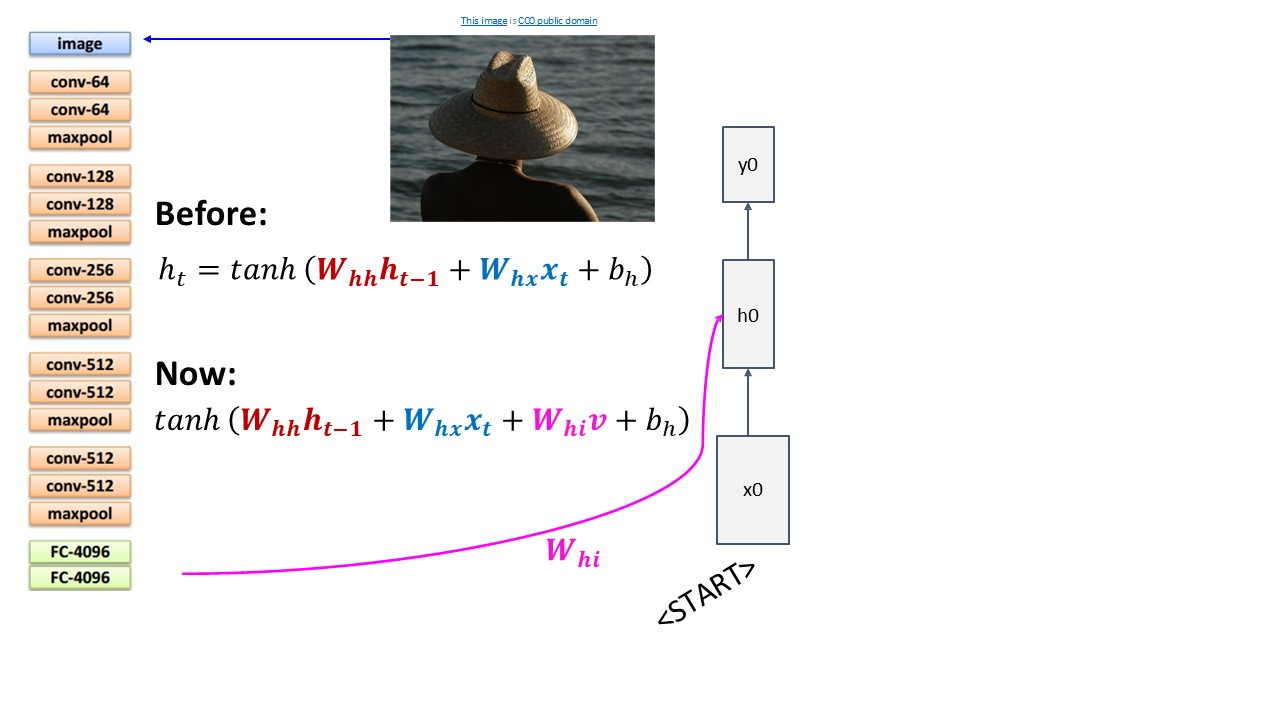 This image is CC0 public domain
image
conv-64
conv-64
maxpool
conv-128
conv-128
maxpool
conv-256
conv-256
maxpool
conv-512
conv-512
maxpool
conv-512
conv-512
maxpool
FC-4096
FC-4096
Before:
h_t = tanh (W_hh h_{t-1} + W_hx x_t + b_h)
Now:
tanh (W_hh h_{t-1} + W_hx x_t + W_hi v + b_h)
W_hi
y0
h0
x0
<START>